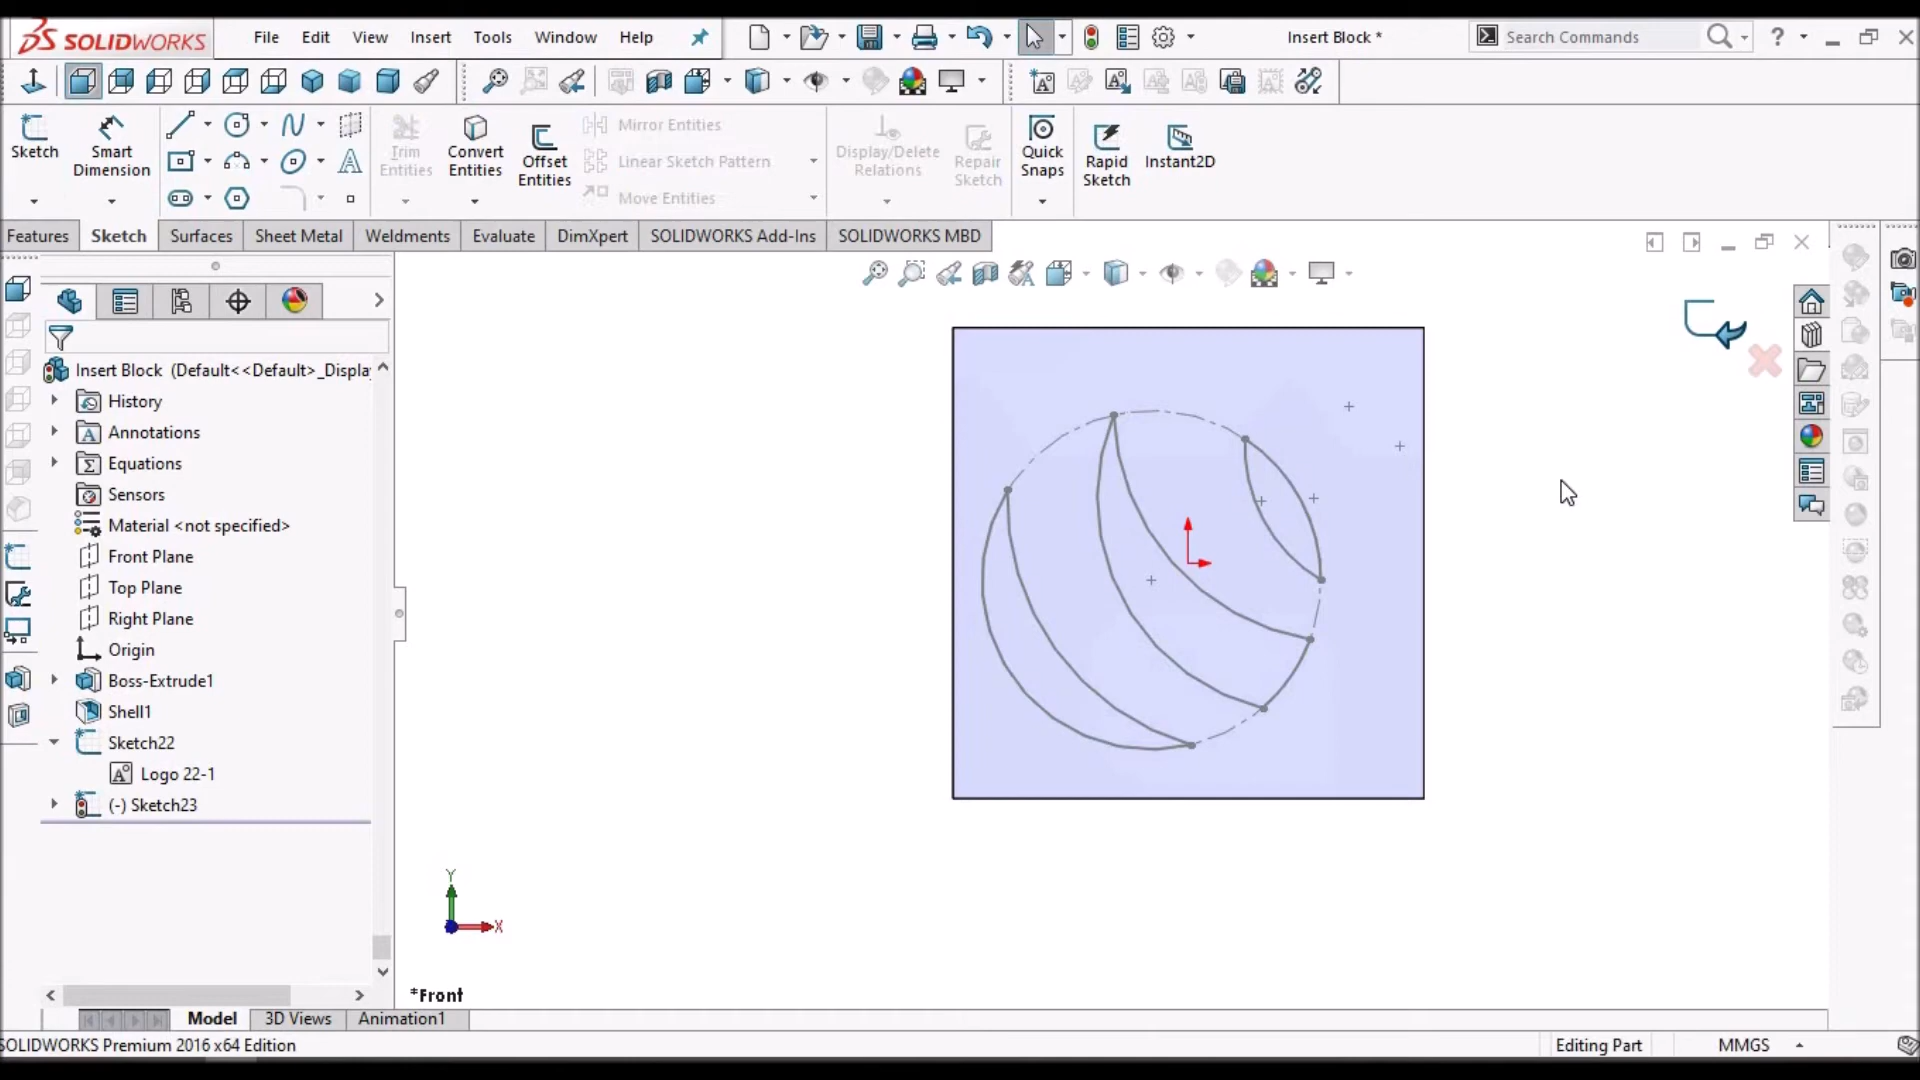 SOLIDWORKS File Edit View Insert Tools Window Help Insert Block * Search Commands ?
Sketch Smart Dimension Trim Entities Convert Entities Offset Entities Mirror Entities Linear Sketch Pattern Move Entities Display/Delete Relations Repair Sketch Quick Snaps Rapid Sketch Instant2D
Features Sketch Surfaces Sheet Metal Weldments Evaluate DimXpert SOLIDWORKS Add-Ins SOLIDWORKS MBD
Insert Block (Default<<Default>_Displa
History
Annotations
Equations
Sensors
Material <not specified>
Front Plane
Top Plane
Right Plane
Origin
Boss-Extrude1
Shell1
Sketch22
Logo 22-1
(-) Sketch23
Y
X
*Front
Model 3D Views Animation1
SOLIDWORKS Premium 2016 x64 Edition Editing Part MMGS